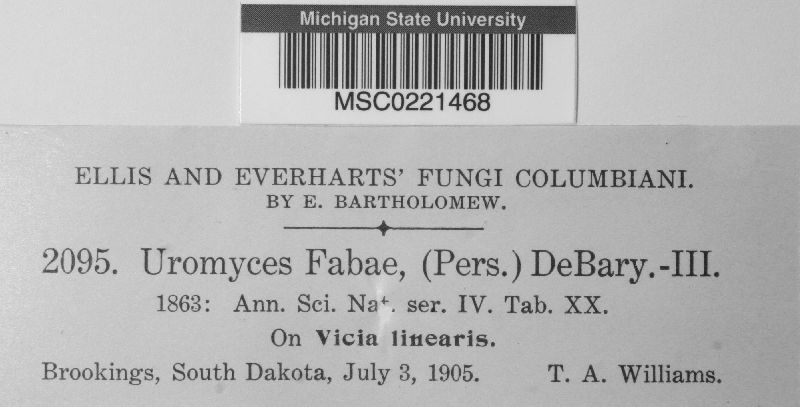 Michigan State University
MSC0221468
ELLIS AND EVERHARTS' FUNGI COLUMBIANI.
BY E. BARTHOLOMEW.
2095. Uromyces Fabae, (Pers.) DeBary.-III.
1863: Ann. Sci. Nat. ser. IV. Tab. XX.
On Vicia linearis.
Brookings, South Dakota, July 3, 1905. T. A. Williams.